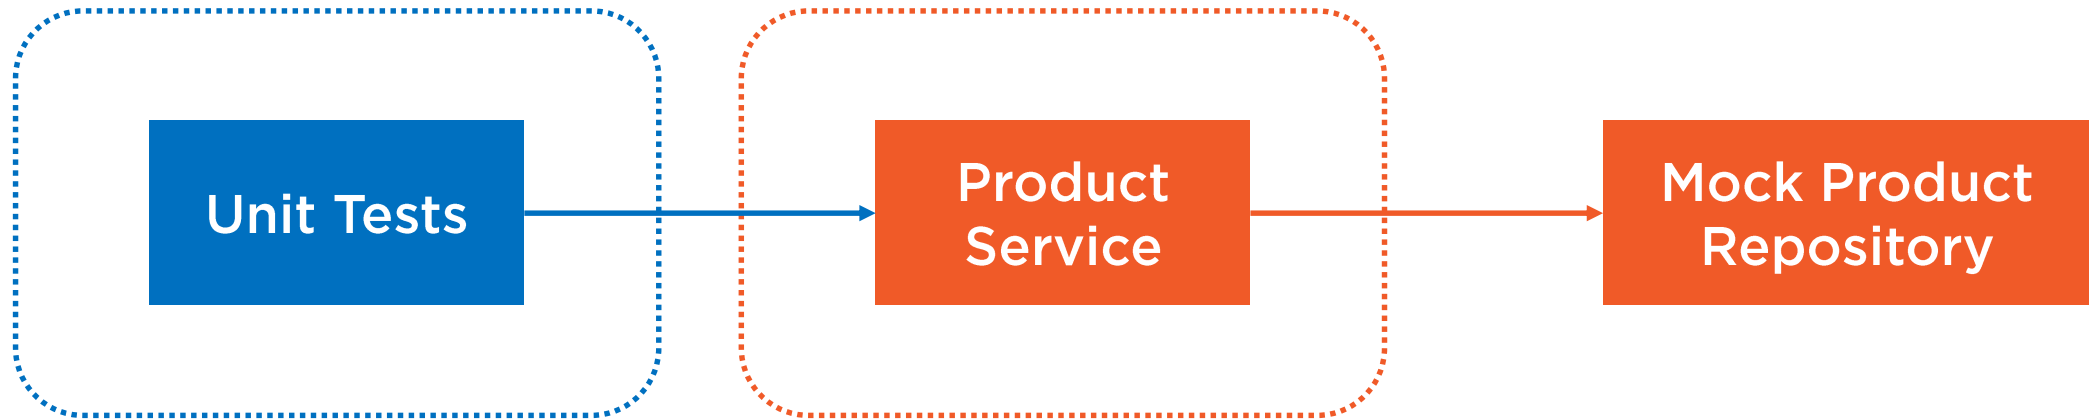 Unit Tests
Product
Service
Mock Product
Repository